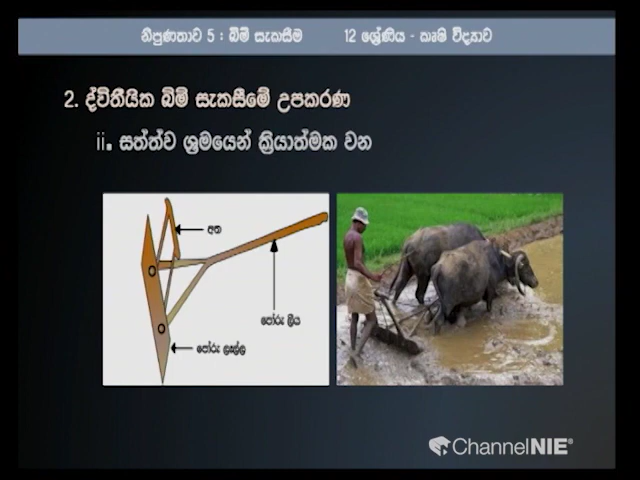 නිපුණතාව 5 : බිම් සැකසීම 12 ශ්‍රේණිය - කෘෂි විද්‍යාව
2. ද්විතීයික බිම් සැකසීමේ උපකරණ
ii. සත්ත්ව ශ්‍රමයෙන් ක්‍රියාත්මක වන
අත
පෝරු ලීය
පෝරු ලෑල්ල
ChannelNIE